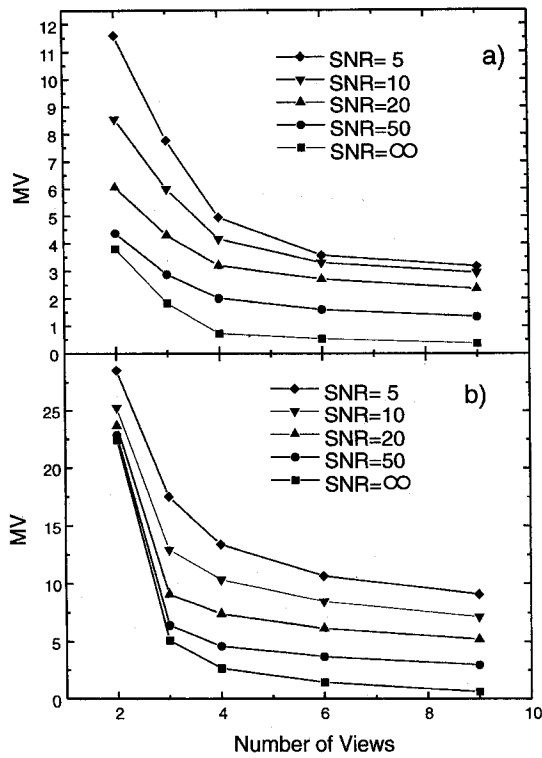 12
11
10
9
8
7
6
5
4
3
2
1
0
MV
a)
SNR= 5
SNR=10
SNR=20
SNR=50
SNR=∞
25
20
15
10
5
0
MV
b)
SNR= 5
SNR=10
SNR=20
SNR=50
SNR=∞
2 4 6 8 10
Number of Views